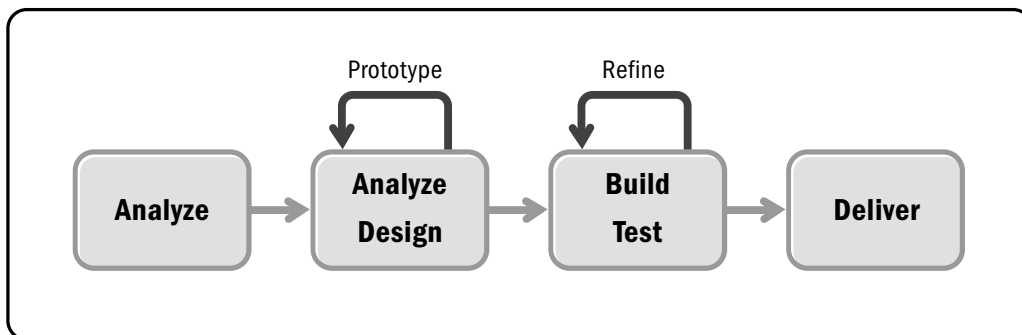 Prototype
Refine
Analyze
Analyze
Design
Build
Test
Deliver